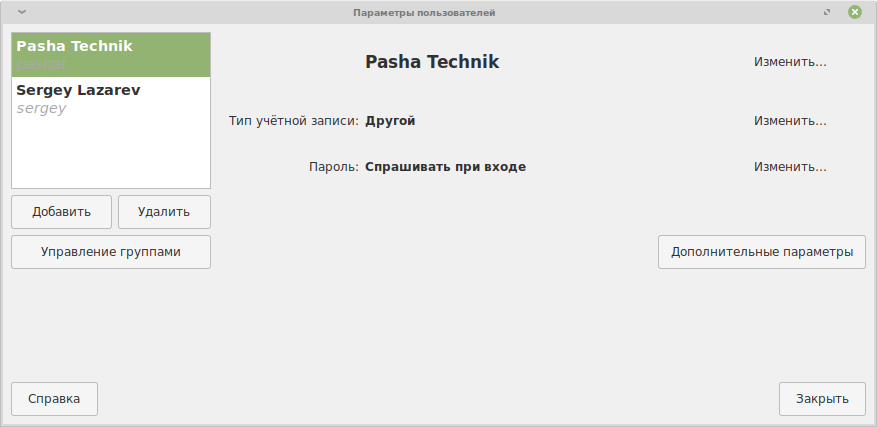 Параметры пользователей
Pasha Technik
Sergey Lazarev
sergey
Добавить
Удалить
Управление группами
Pasha Technik
Изменить...
Тип учётной записи: Другой
Изменить...
Пароль: Спрашивать при входе
Изменить...
Дополнительные параметры
Справка
Закрыть